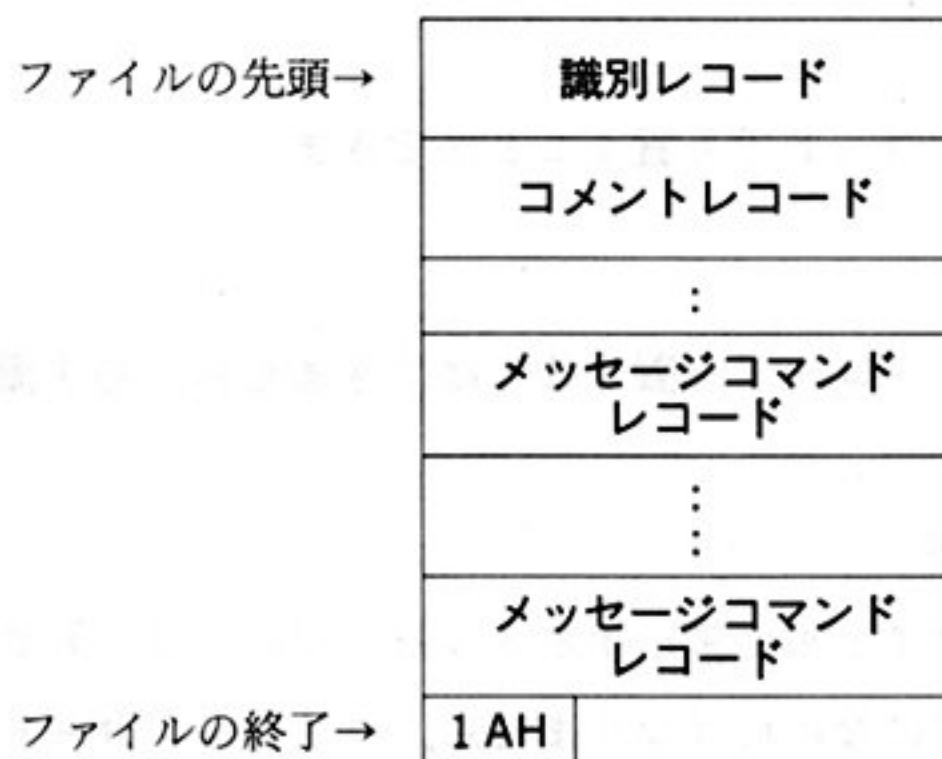 ファイルの先頭→ 識別レコード
コメントレコード
:
メッセージコマンド
レコード
:
:
メッセージコマンド
レコード
ファイルの終了→ 1AH